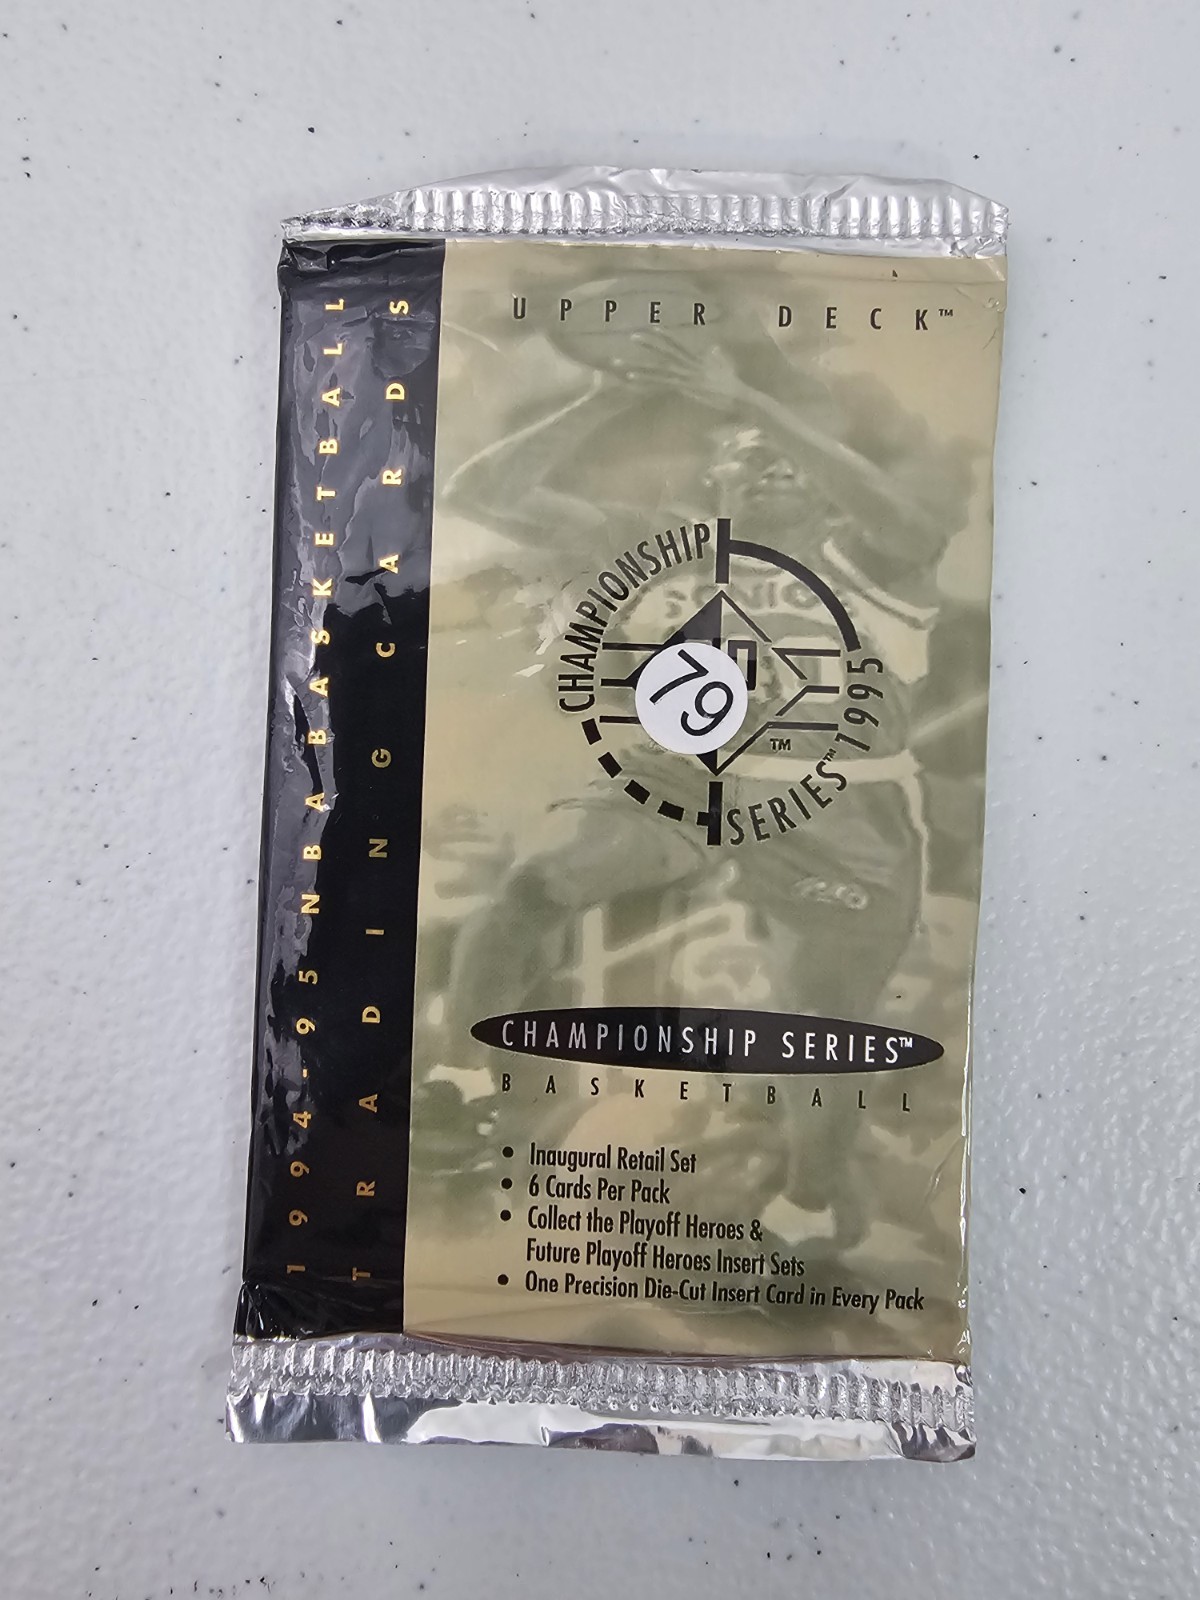 UPPER DECK™
1994-95 NBA BASKETBALL
TRADING CARDS
CHAMPIONSHIP
SERIES™ 1995
79
TM
CHAMPIONSHIP SERIES™
BASKETBALL
• Inaugural Retail Set
• 6 Cards Per Pack
• Collect the Playoff Heroes &
Future Playoff Heroes Insert Sets
• One Precision Die-Cut Insert Card in Every Pack